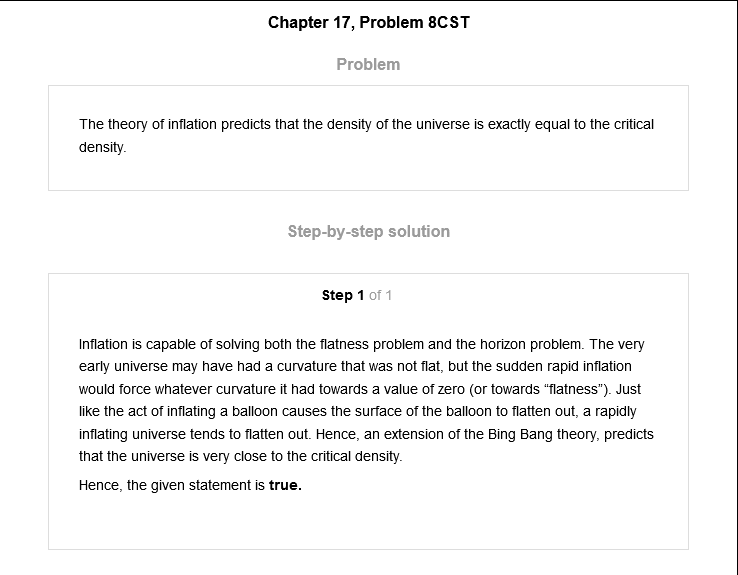 Chapter 17, Problem 8CST
Problem
The theory of inflation predicts that the density of the universe is exactly equal to the critical
density.
Step-by-step solution
Step 1 of 1
Inflation is capable of solving both the flatness problem and the horizon problem. The very
early universe may have had a curvature that was not flat, but the sudden rapid inflation
would force whatever curvature it had towards a value of zero (or towards “flatness”). Just
like the act of inflating a balloon causes the surface of the balloon to flatten out, a rapidly
inflating universe tends to flatten out. Hence, an extension of the Bing Bang theory, predicts
that the universe is very close to the critical density.
Hence, the given statement is true.